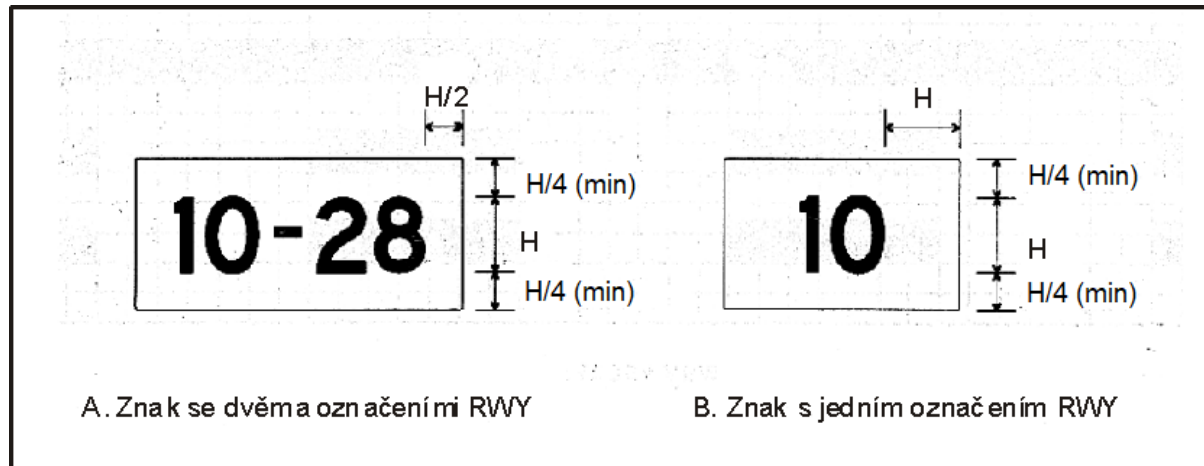 H/2
H
H/4 (min)
10-28
H
H/4 (min)
H/4 (min)
10
H
H/4 (min)
A. Znak se dvěma označeními RWY
B. Znak s jedním označením RWY